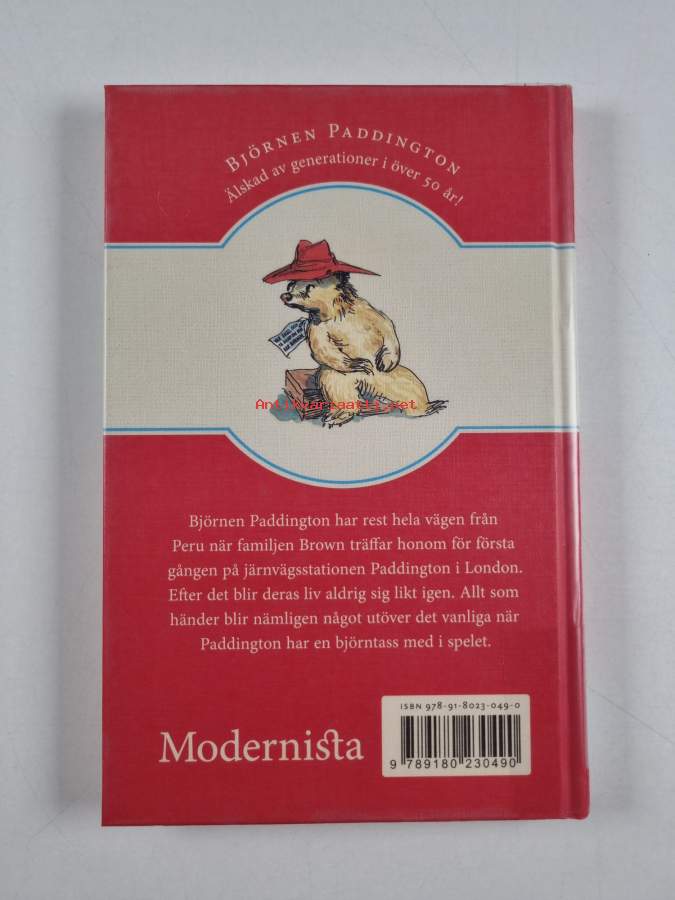 BJÖRNEN PADDINGTON
Älskad av generationer i över 50 år!
Antikvariaatti.net
Björnen Paddington har rest hela vägen från
Peru när familjen Brown träffar honom för första
gången på järnvägsstationen Paddington i London.
Efter det blir deras liv aldrig sig likt igen. Allt som
händer blir nämligen något utöver det vanliga när
Paddington har en björntass med i spelet.
ISBN 978-91-8023-049-0
Modernista
9 789180 230490